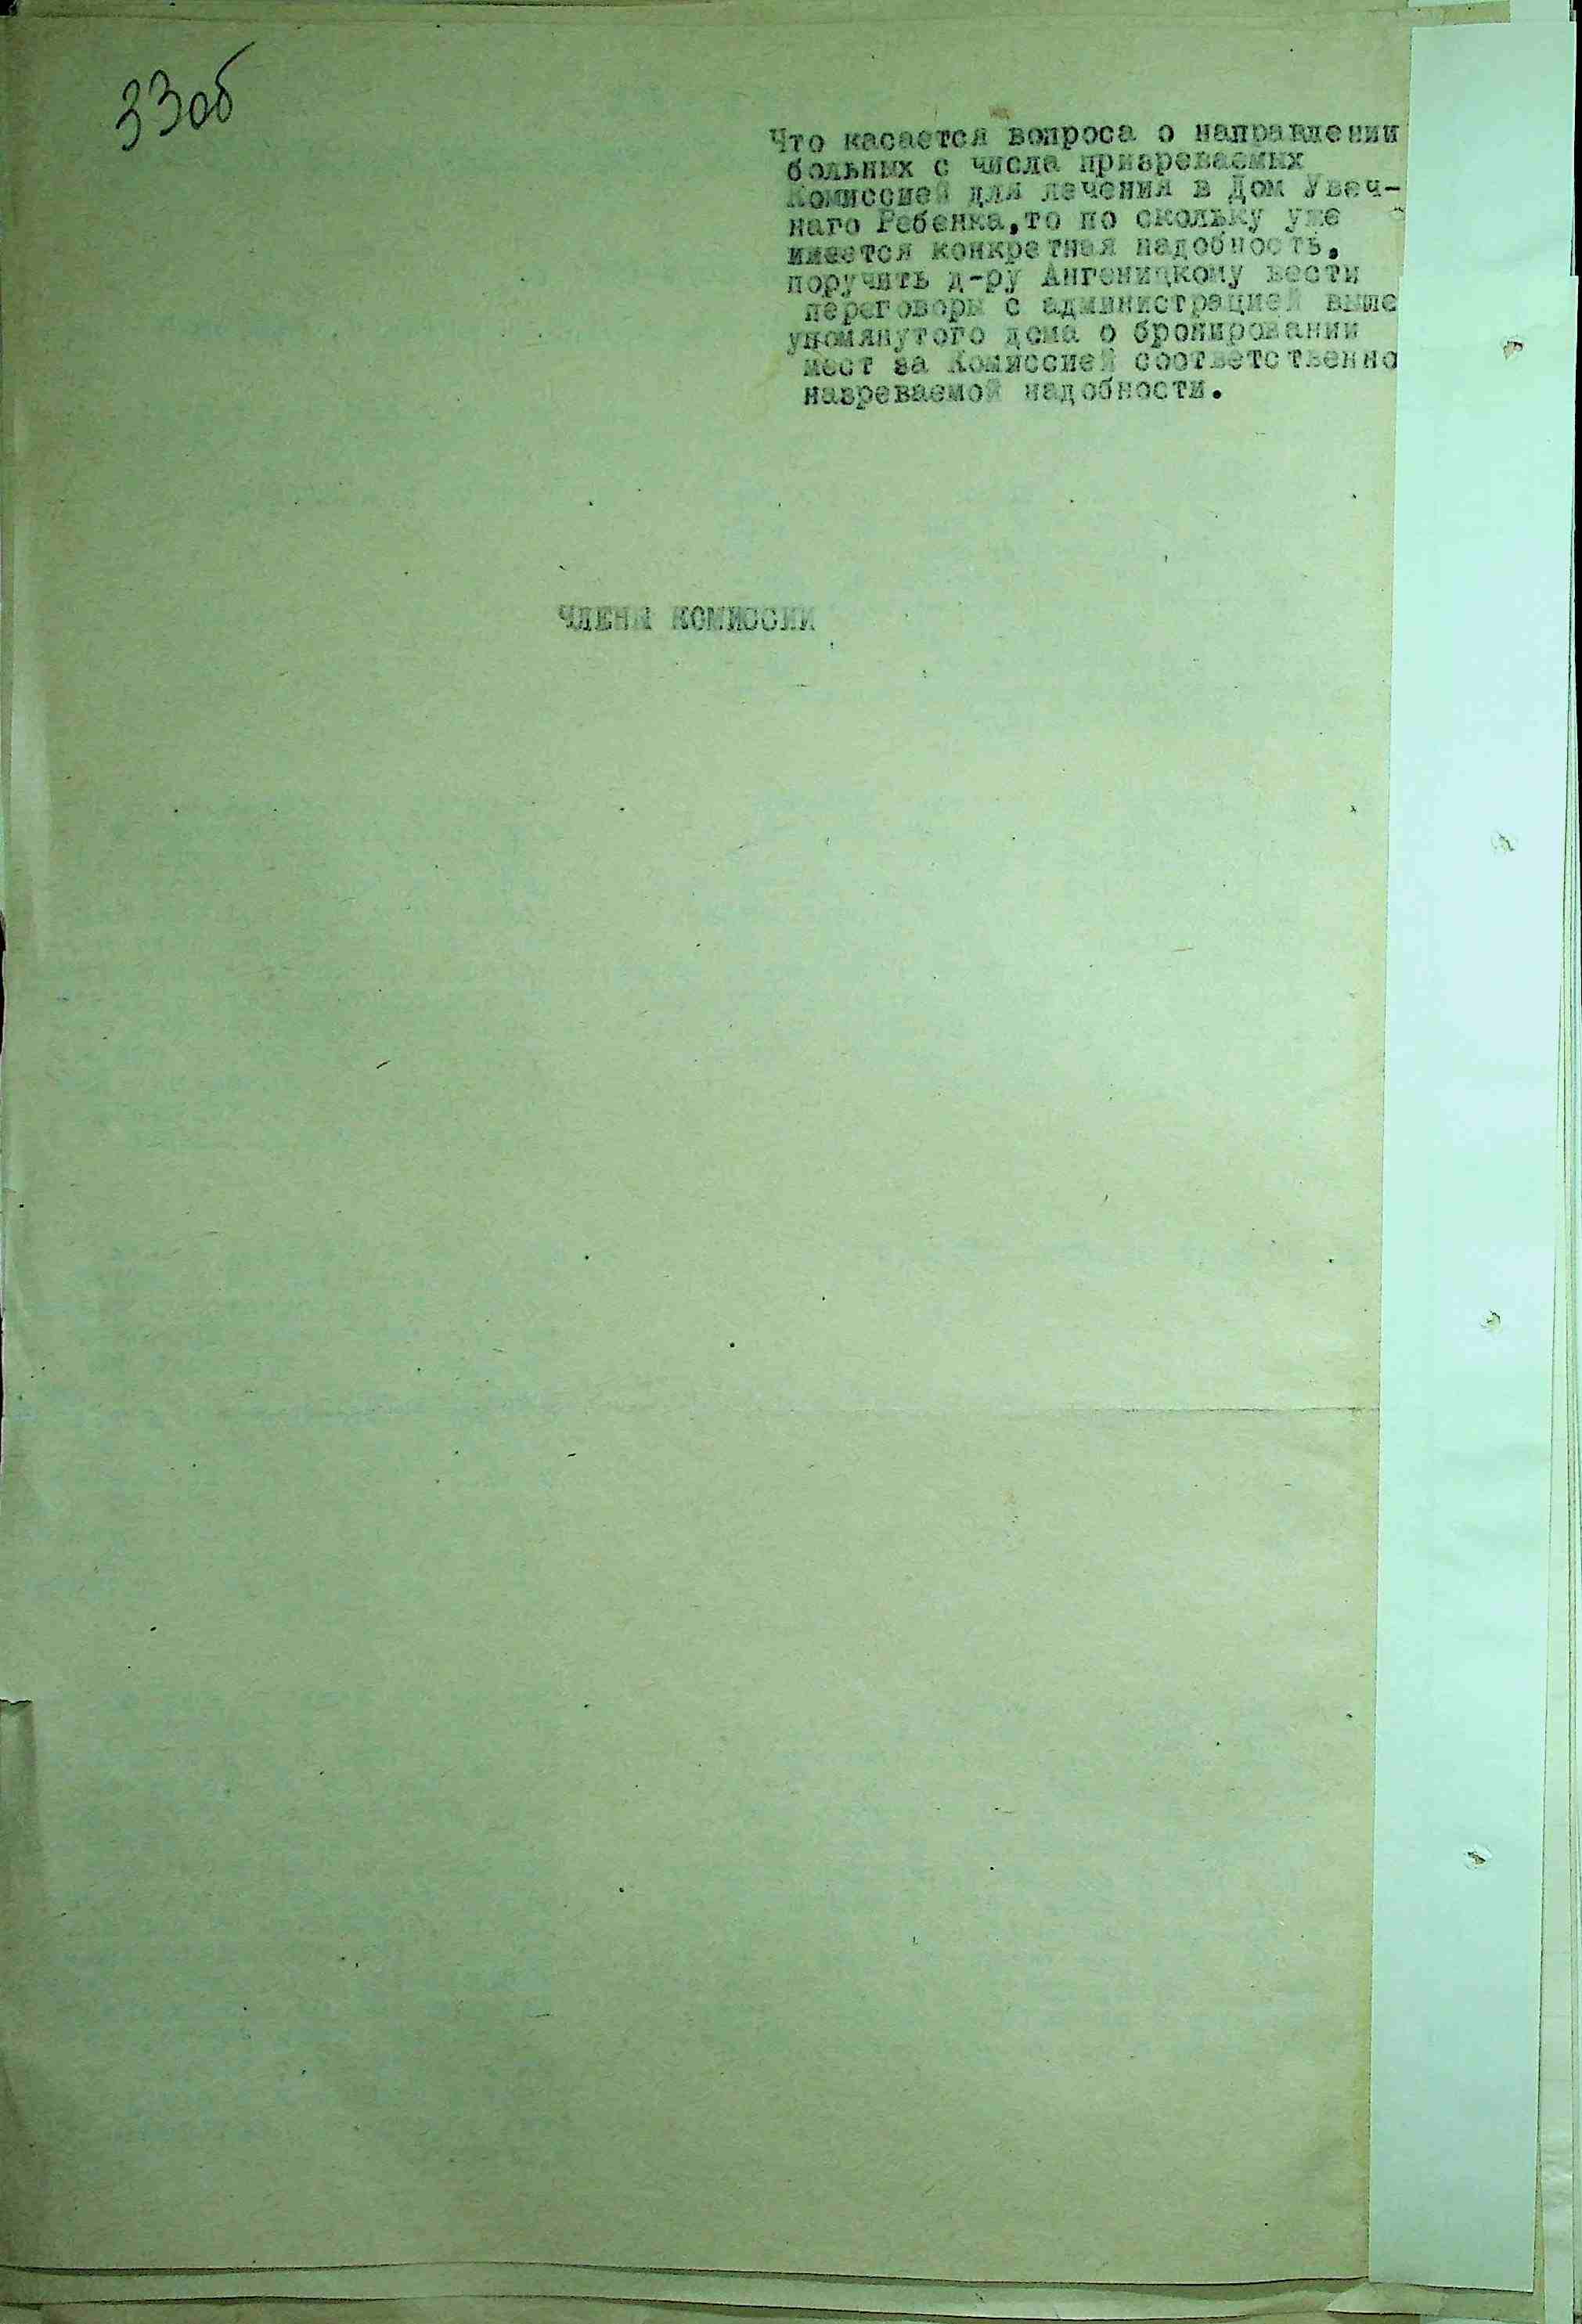 33об
Что касается вопроса о направлении
больных с числа призреваемых
Комиссией для лечения в Дом Увеч-
наго Ребенка,то по скольку уже
имеется конкретная надобность,
поручить д-ру Ангеницкому вести
переговоры с администрацией выше
упомянутого дома о бронировании
мест за Комиссией соответственно
назреваемой надобности.
ЧЛЕНЫ КОМИССИИ